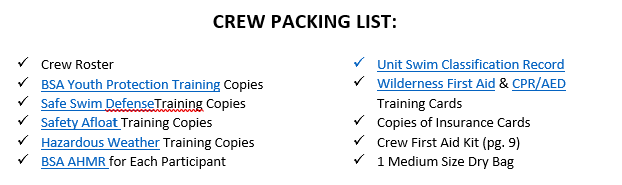 CREW PACKING LIST:
✓ Crew Roster
✓ BSA Youth Protection Training Copies
✓ Safe Swim DefenseTraining Copies
✓ Safety Afloat Training Copies
✓ Hazardous Weather Training Copies
✓ BSA AHMR for Each Participant
✓ Unit Swim Classification Record
✓ Wilderness First Aid & CPR/AED
Training Cards
✓ Copies of Insurance Cards
✓ Crew First Aid Kit (pg. 9)
✓ 1 Medium Size Dry Bag